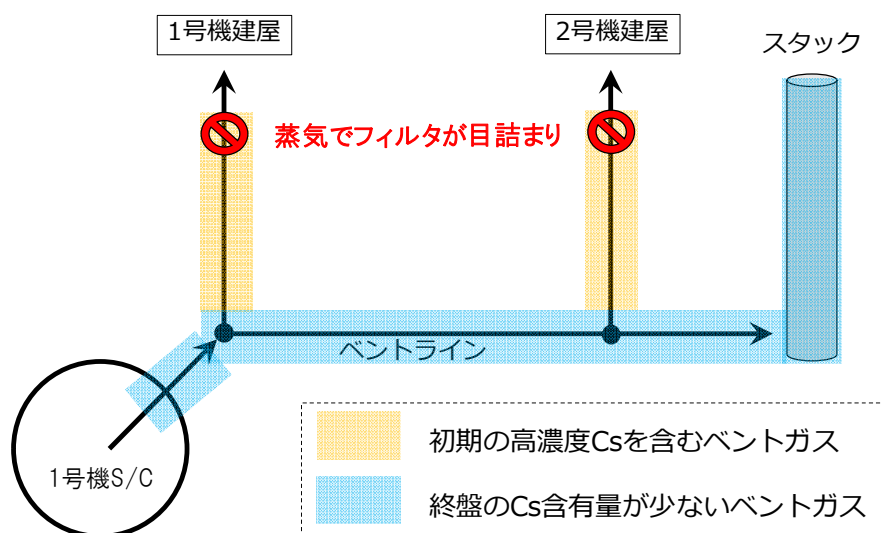 1号機建屋
2号機建屋
スタック
蒸気でフィルタが目詰まり
ベントライン
1号機S/C
初期の高濃度Csを含むベントガス
終盤のCs含有量が少ないベントガス